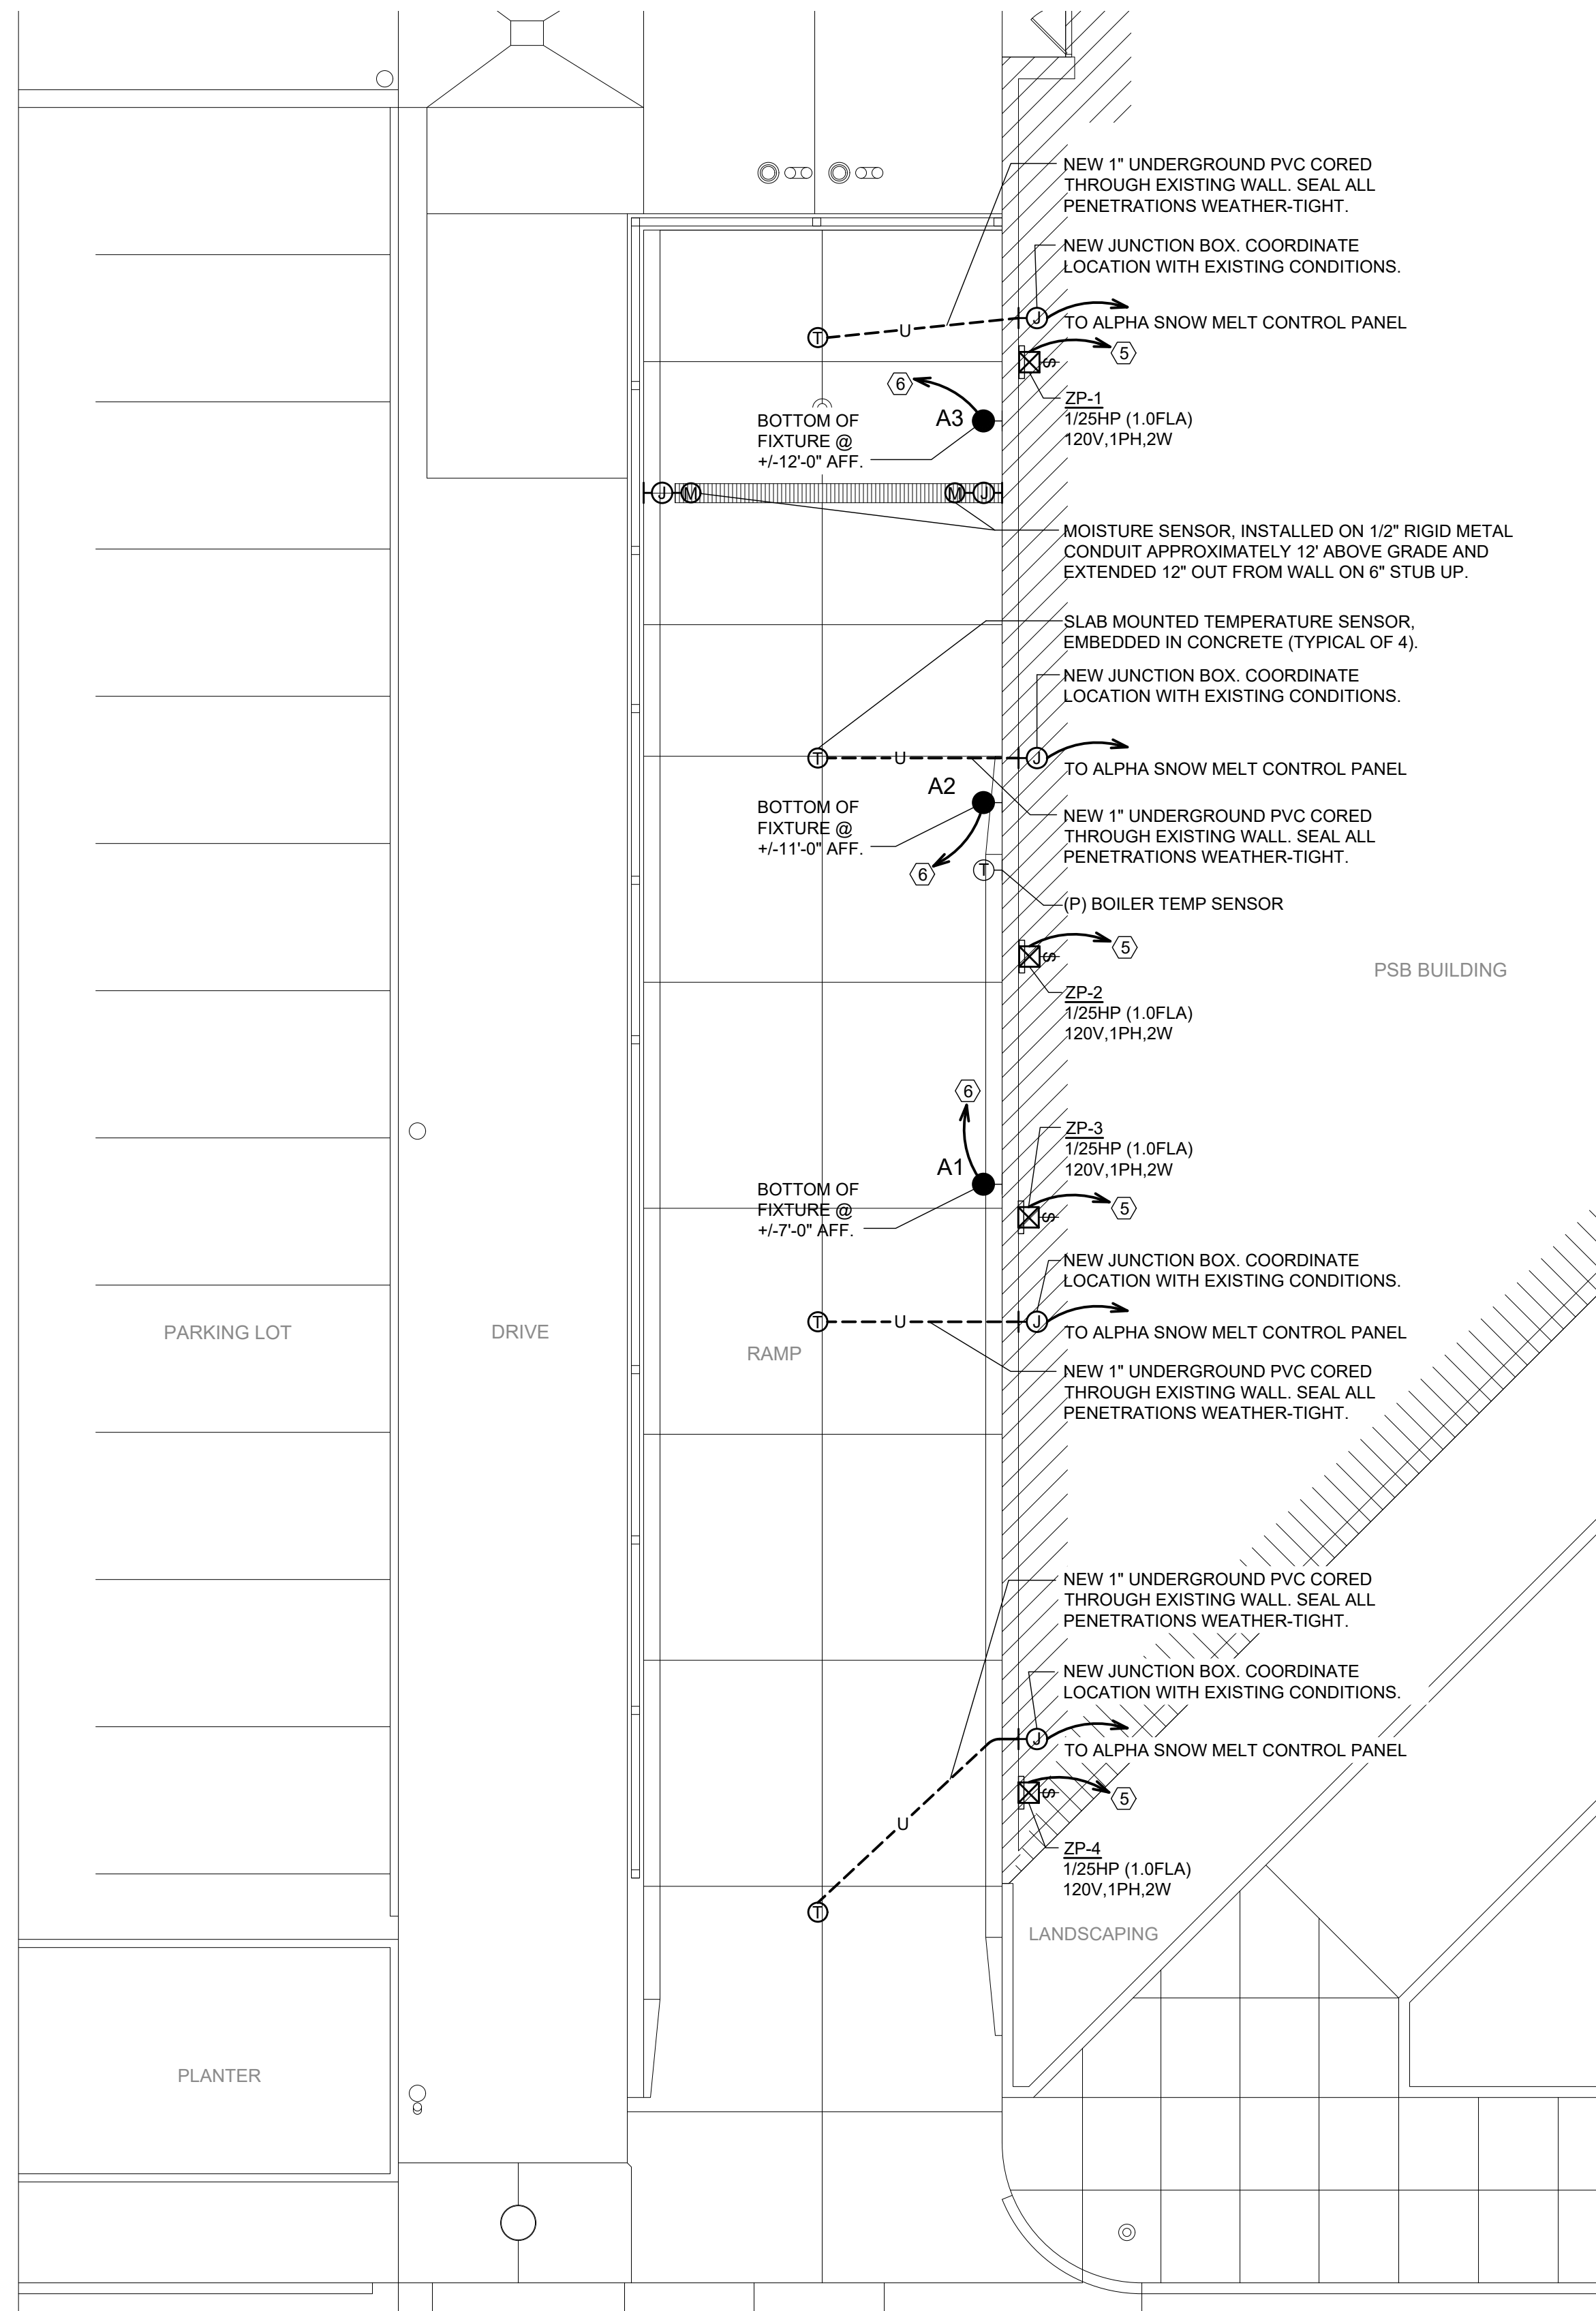 NEW 1" UNDERGROUND PVC CORED
THROUGH EXISTING WALL. SEAL ALL
PENETRATIONS WEATHER-TIGHT.
NEW JUNCTION BOX. COORDINATE
LOCATION WITH EXISTING CONDITIONS.
J
TO ALPHA SNOW MELT CONTROL PANEL
T
U
5
S
ZP-1
1/25HP (1.0FLA)
120V,1PH,2W
6
A3
BOTTOM OF
FIXTURE @
+/-12'-0" AFF.
J
M
M
J
MOISTURE SENSOR, INSTALLED ON 1/2" RIGID METAL
CONDUIT APPROXIMATELY 12' ABOVE GRADE AND
EXTENDED 12" OUT FROM WALL ON 6" STUB UP.
SLAB MOUNTED TEMPERATURE SENSOR,
EMBEDDED IN CONCRETE (TYPICAL OF 4).
NEW JUNCTION BOX. COORDINATE
LOCATION WITH EXISTING CONDITIONS.
T
U
J
TO ALPHA SNOW MELT CONTROL PANEL
A2
BOTTOM OF
FIXTURE @
+/-11'-0" AFF.
6
NEW 1" UNDERGROUND PVC CORED
THROUGH EXISTING WALL. SEAL ALL
PENETRATIONS WEATHER-TIGHT.
T
(P) BOILER TEMP SENSOR
5
S
PSB BUILDING
ZP-2
1/25HP (1.0FLA)
120V,1PH,2W
6
ZP-3
1/25HP (1.0FLA)
120V,1PH,2W
A1
BOTTOM OF
FIXTURE @
+/-7'-0" AFF.
5
S
NEW JUNCTION BOX. COORDINATE
LOCATION WITH EXISTING CONDITIONS.
T
U
J
TO ALPHA SNOW MELT CONTROL PANEL
PARKING LOT
DRIVE
RAMP
NEW 1" UNDERGROUND PVC CORED
THROUGH EXISTING WALL. SEAL ALL
PENETRATIONS WEATHER-TIGHT.
NEW 1" UNDERGROUND PVC CORED
THROUGH EXISTING WALL. SEAL ALL
PENETRATIONS WEATHER-TIGHT.
NEW JUNCTION BOX. COORDINATE
LOCATION WITH EXISTING CONDITIONS.
J
TO ALPHA SNOW MELT CONTROL PANEL
S
5
U
ZP-4
1/25HP (1.0FLA)
120V,1PH,2W
T
LANDSCAPING
PLANTER